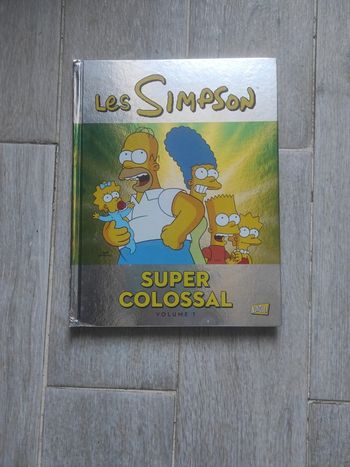 Les SIMPSON
SUPER
COLOSSAL
VOLUME 1